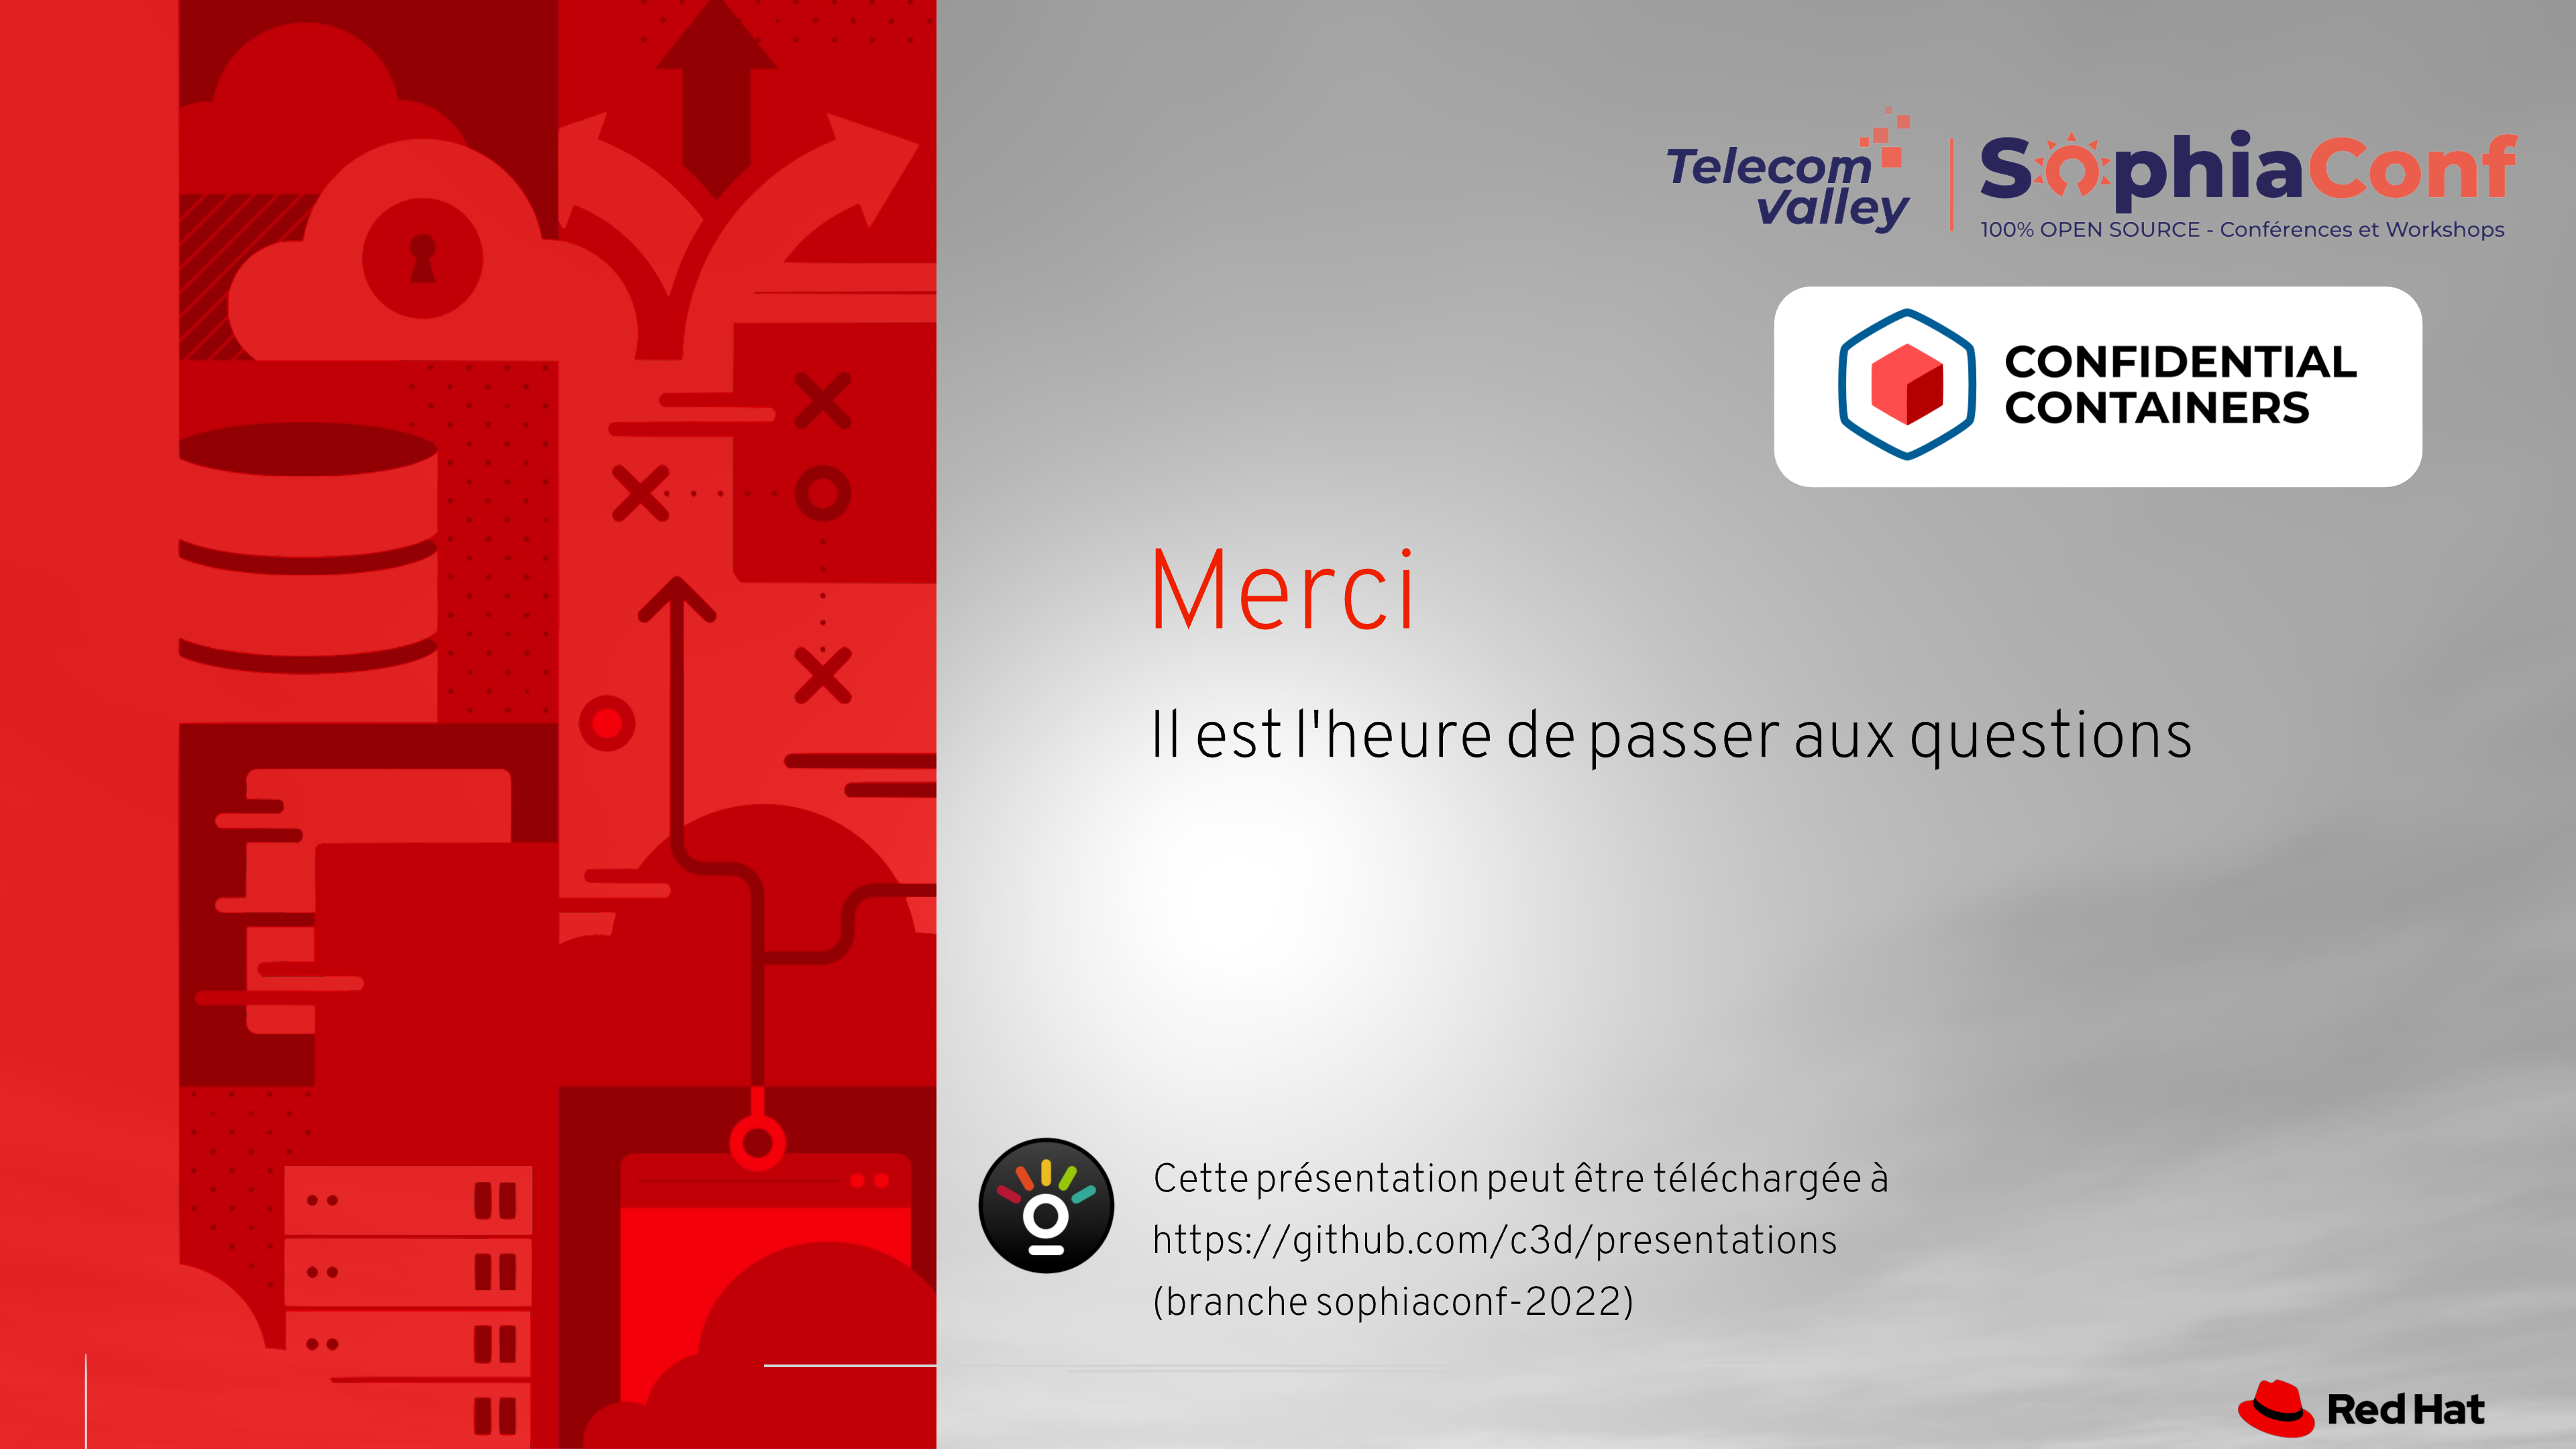 Telecom
Valley
SophiaConf
100% OPEN SOURCE - Conférences et Workshops
CONFIDENTIAL
CONTAINERS
Merci
Il est l'heure de passer aux questions
Cette présentation peut être téléchargée à
https://github.com/c3d/presentations
(branche sophiaconf-2022)
Red Hat